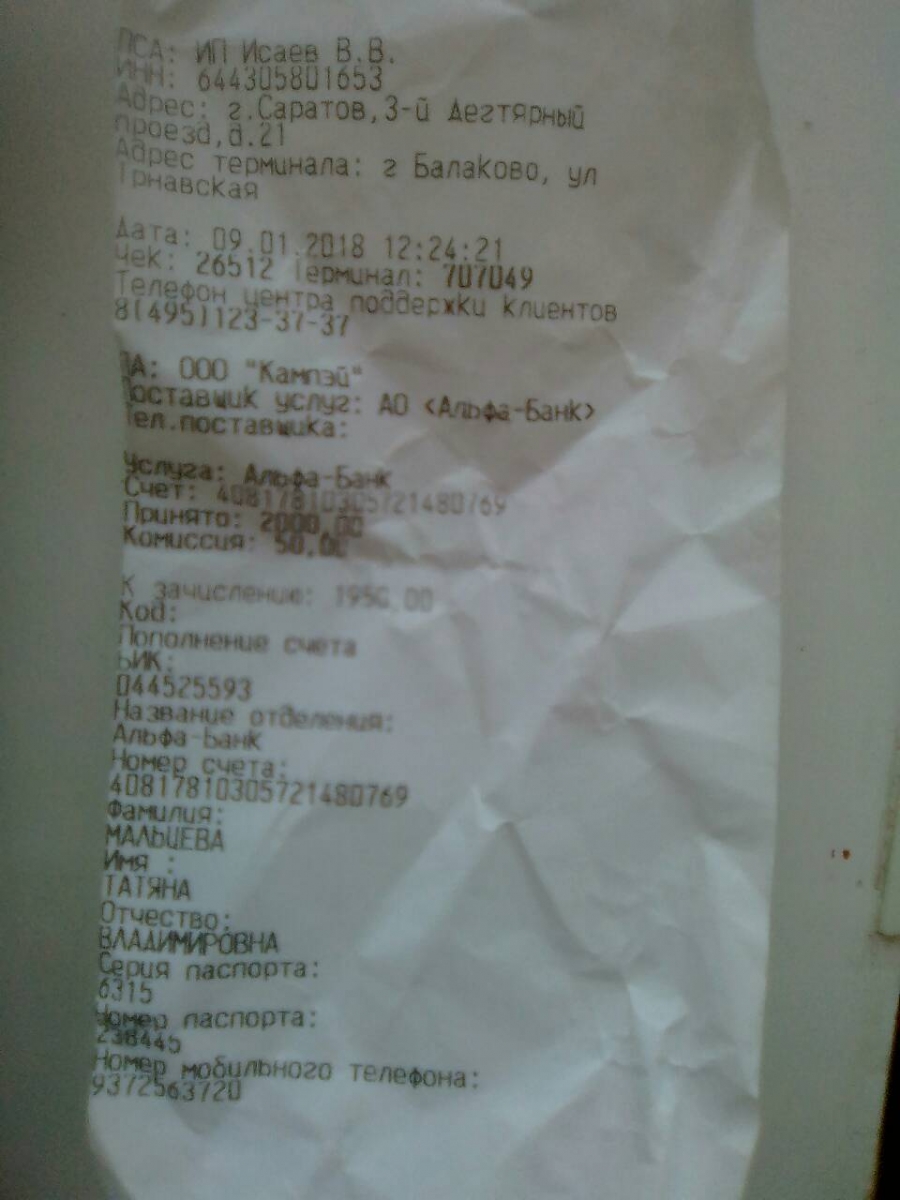 ПСА: ИП Исаев В.В.
ИНН: 644305801653
Адрес: г.Саратов,3-й Дегтярный
проезд,д.21
Адрес терминала: г Балаково, ул
Трнавская
Дата: 09.01.2018 12:24:21
Чек: 26512 Терминал: 707049
Телефон центра поддержки клиентов
8(495)123-37-37
ПА: ООО "Кампэй"
Поставщик услуг: АО <Альфа-Банк>
Тел.поставщика:
Услуга: Альфа-Банк
Счет: 40817810305721480769
Принято: 2000,00
Комиссия: 50,00
К зачислению: 1950,00
Код:
Пополнение счета
БИК:
044525593
Название отделения:
Альфа-Банк
Номер счета:
40817810305721480769
Фамилия:
МАЛЬЦЕВА
Имя :
ТАТЯНА
Отчество:
ВЛАДИМИРОВНА
Серия паспорта:
6315
Номер паспорта:
238445
Номер мобильного телефона:
9372563720